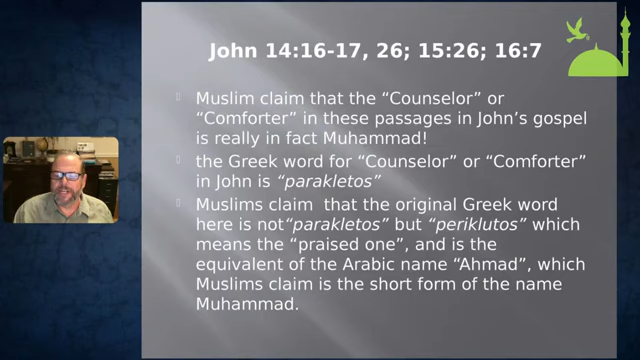 John 14:16-17, 26; 15:26; 16:7
Muslim claim that the “Counselor” or
“Comforter” in these passages in John’s gospel
is really in fact Muhammad!
the Greek word for “Counselor” or “Comforter”
in John is “parakletos”
Muslims claim  that the original Greek word
here is not“parakletos” but “periklutos” which
means the “praised one”, and is the
equivalent of the Arabic name “Ahmad”, which
Muslims claim is the short form of the name
Muhammad.